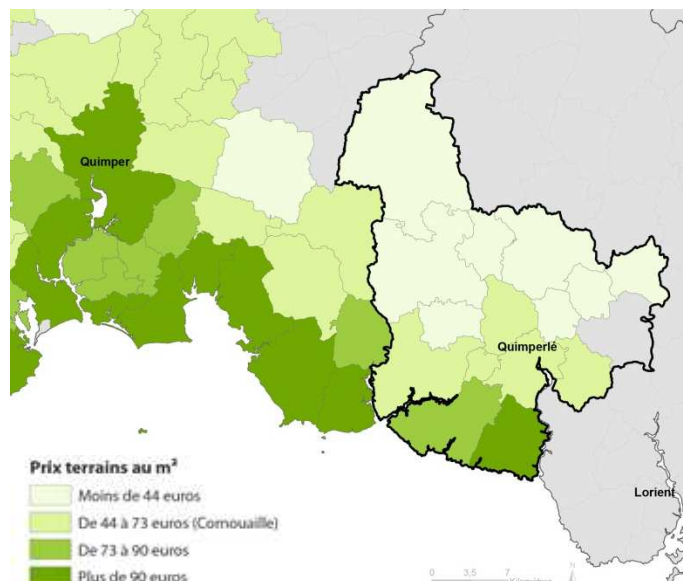 Quimper
Quimperlé
Lorient
Prix terrains au m²
Moins de 44 euros
De 44 à 73 euros (Cornouaille)
De 73 à 90 euros
Plus de 90 euros
0 3,5 7
Kilomètres
N